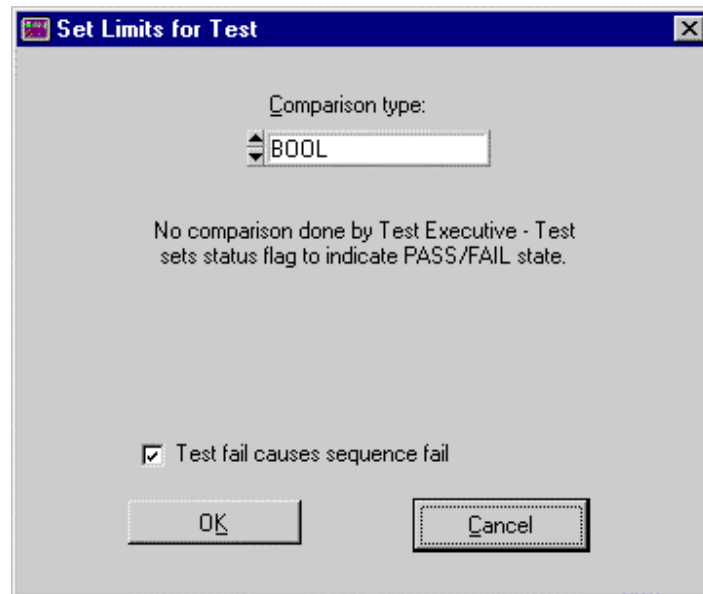 Set Limits for Test
Comparison type:
BOOL
No comparison done by Test Executive - Test
sets status flag to indicate PASS/FAIL state.
Test fail causes sequence fail
OK
Cancel